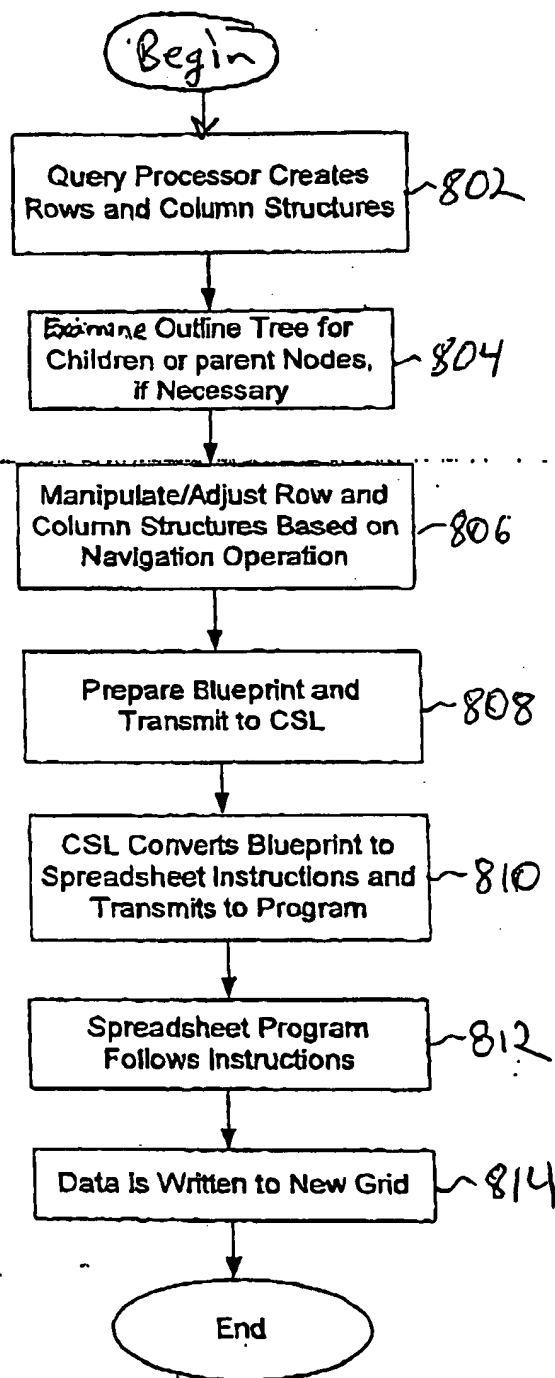 Begin
Query Processor Creates
Rows and Column Structures
802
Examine Outline Tree for
Children or parent Nodes,
if Necessary
804
Manipulate/Adjust Row and
Column Structures Based on
Navigation Operation
806
Prepare Blueprint and
Transmit to CSL
808
CSL Converts Blueprint to
Spreadsheet Instructions and
Transmits to Program
810
Spreadsheet Program
Follows Instructions
812
Data is Written to New Grid
814
End